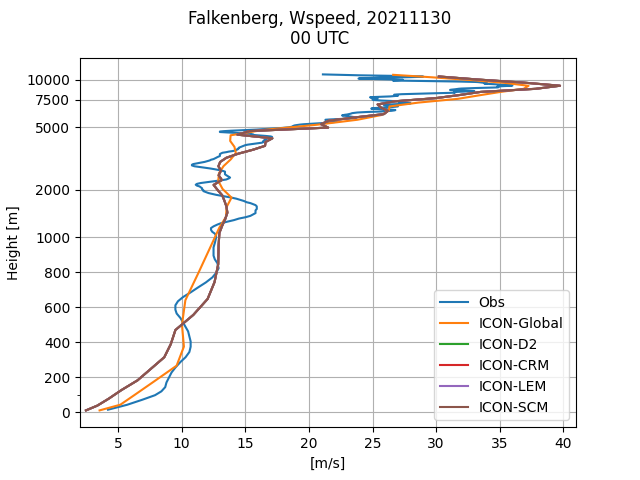 Falkenberg, Wspeed, 20211130
00 UTC
Height [m]
10000
7500
5000
2000
1000
800
600
400
200
0
Obs
ICON-Global
ICON-D2
ICON-CRM
ICON-LEM
ICON-SCM
5 10 15 20 25 30 35 40
[m/s]